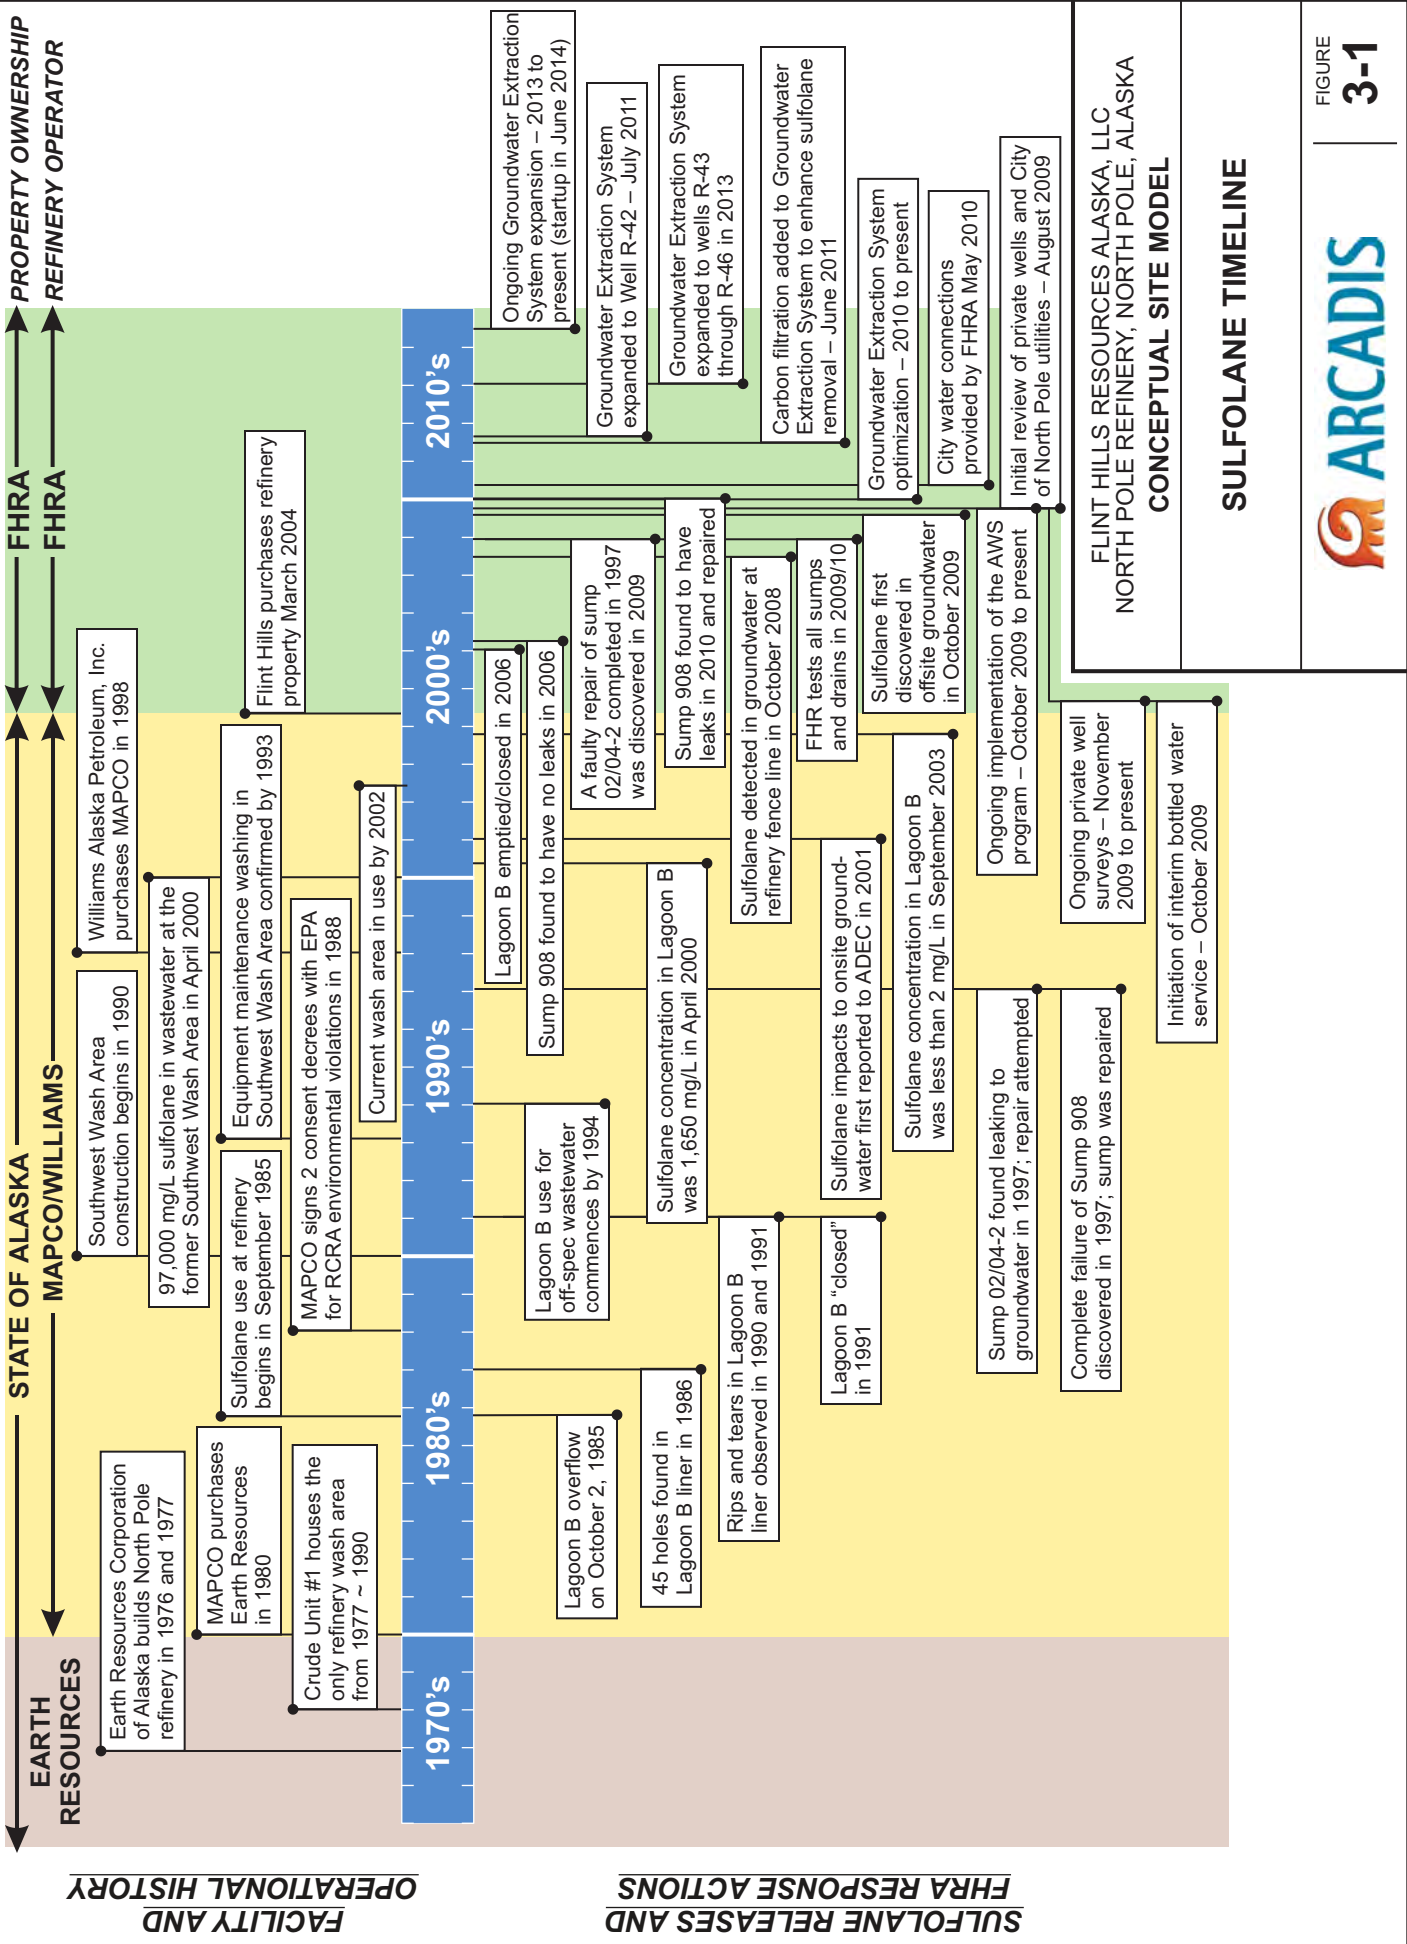 STATE OF ALASKA
FHRA
PROPERTY OWNERSHIP
EARTH
RESOURCES
MAPCO/WILLIAMS
FHRA
REFINERY OPERATOR
FACILITY AND
OPERATIONAL HISTORY
Earth Resources Corporation
of Alaska builds North Pole
refinery in 1976 and 1977
MAPCO purchases
Earth Resources
in 1980
Crude Unit #1 houses the
only refinery wash area
from 1977 ~ 1990
Southwest Wash Area
construction begins in 1990
Williams Alaska Petroleum, Inc.
purchases MAPCO in 1998
97,000 mg/L sulfolane in wastewater at the
former Southwest Wash Area in April 2000
Sulfolane use at refinery
begins in September 1985
Equipment maintenance washing in
Southwest Wash Area confirmed by 1993
Flint Hills purchases refinery
property March 2004
MAPCO signs 2 consent decrees with EPA
for RCRA environmental violations in 1988
Current wash area in use by 2002
1970's
1980's
1990's
2000's
2010's
SULFOLANE RELEASES AND
FHRA RESPONSE ACTIONS
Lagoon B overflow
on October 2, 1985
45 holes found in
Lagoon B liner in 1986
Rips and tears in Lagoon B
liner observed in 1990 and 1991
Lagoon B “closed”
in 1991
Lagoon B use for
off-spec wastewater
commences by 1994
Sump 02/04-2 found leaking to
groundwater in 1997; repair attempted
Complete failure of Sump 908
discovered in 1997; sump was repaired
Sulfolane concentration in Lagoon B
was 1,650 mg/L in April 2000
Sulfolane impacts to onsite ground-
water first reported to ADEC in 2001
Sulfolane concentration in Lagoon B
was less than 2 mg/L in September 2003
Lagoon B emptied/closed in 2006
Sump 908 found to have no leaks in 2006
A faulty repair of sump
02/04-2 completed in 1997
was discovered in 2009
Sump 908 found to have
leaks in 2010 and repaired
Sulfolane detected in groundwater at
refinery fence line in October 2008
FHR tests all sumps
and drains in 2009/10
Sulfolane first
discovered in
offsite groundwater
in October 2009
Ongoing implementation of the AWS
program – October 2009 to present
Ongoing private well
surveys – November
2009 to present
Initiation of interim bottled water
service – October 2009
Ongoing Groundwater Extraction
System expansion – 2013 to
present (startup in June 2014)
Groundwater Extraction System
expanded to Well R-42 – July 2011
Groundwater Extraction System
expanded to wells R-43
through R-46 in 2013
Carbon filtration added to Groundwater
Extraction System to enhance sulfolane
removal – June 2011
Groundwater Extraction System
optimization – 2010 to present
City water connections
provided by FHRA May 2010
Initial review of private wells and City
of North Pole utilities – August 2009
FLINT HILLS RESOURCES ALASKA, LLC
NORTH POLE REFINERY, NORTH POLE, ALASKA
CONCEPTUAL SITE MODEL
SULFOLANE TIMELINE
ARCADIS
FIGURE
3-1